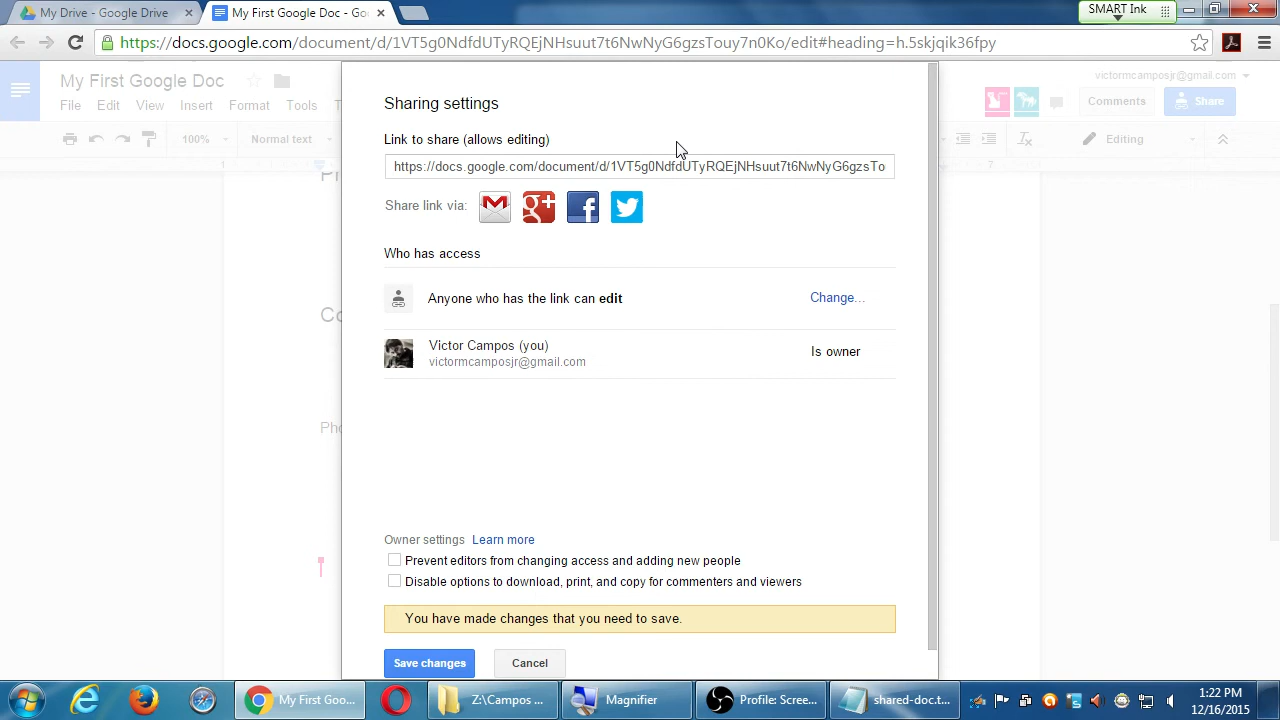 My Drive - Google Drive
My First Google Doc - Goo
SMART Ink
https://docs.google.com/document/d/1VT5g0NdfdUTyRQEjNHsuut7t6NwNyG6gzsTouy7n0Ko/edit#heading=h.5skjqik36fpy
My First Google Doc
victormcamposjr@gmail.com
File Edit View Insert Format Tools
Comments
Share
100%
Normal text
Editing
Sharing settings
Link to share (allows editing)
https://docs.google.com/document/d/1VT5g0NdfdUTyRQEjNHsuut7t6NwNyG6gzsTo
Share link via:
Who has access
Anyone who has the link can edit
Change...
Victor Campos (you)
victormcamposjr@gmail.com
Is owner
Pho
Owner settings Learn more
Prevent editors from changing access and adding new people
Disable options to download, print, and copy for commenters and viewers
You have made changes that you need to save.
Save changes
Cancel
My First Goo...
Z:\Campos ...
Magnifier
Profile: Scree...
shared-doc.t...
1:22 PM
12/16/2015